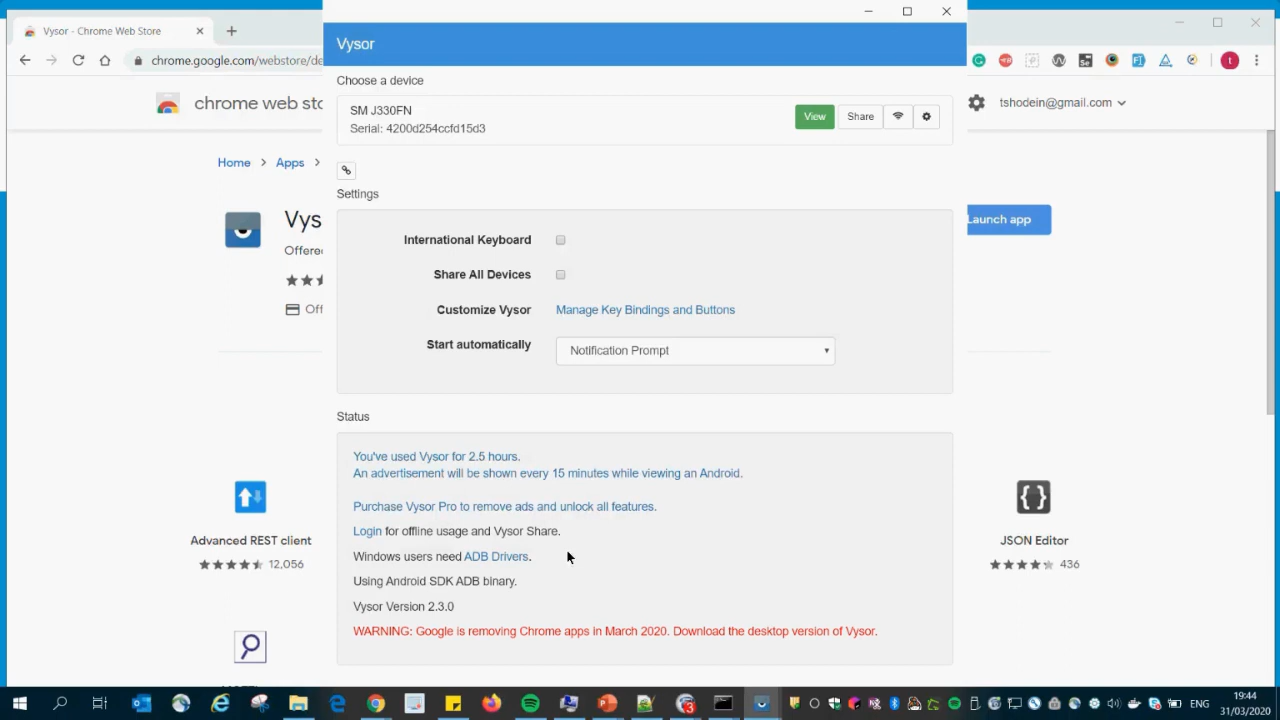 Vysor - Chrome Web Store
chrome.google.com/webstore/de
chrome web sto
tshodein@gmail.com
Home
Apps
Vys
Offered
Off
Launch app
Advanced REST client
12,056
JSON Editor
436
Vysor
Choose a device
SM J330FN
Serial: 4200d254ccfd15d3
View
Share
Settings
International Keyboard
Share All Devices
Customize Vysor Manage Key Bindings and Buttons
Start automatically Notification Prompt
Status
You've used Vysor for 2.5 hours.
An advertisement will be shown every 15 minutes while viewing an Android.
Purchase Vysor Pro to remove ads and unlock all features.
Login for offline usage and Vysor Share.
Windows users need ADB Drivers.
Using Android SDK ADB binary.
Vysor Version 2.3.0
WARNING: Google is removing Chrome apps in March 2020. Download the desktop version of Vysor.
ENG
19:44
31/03/2020